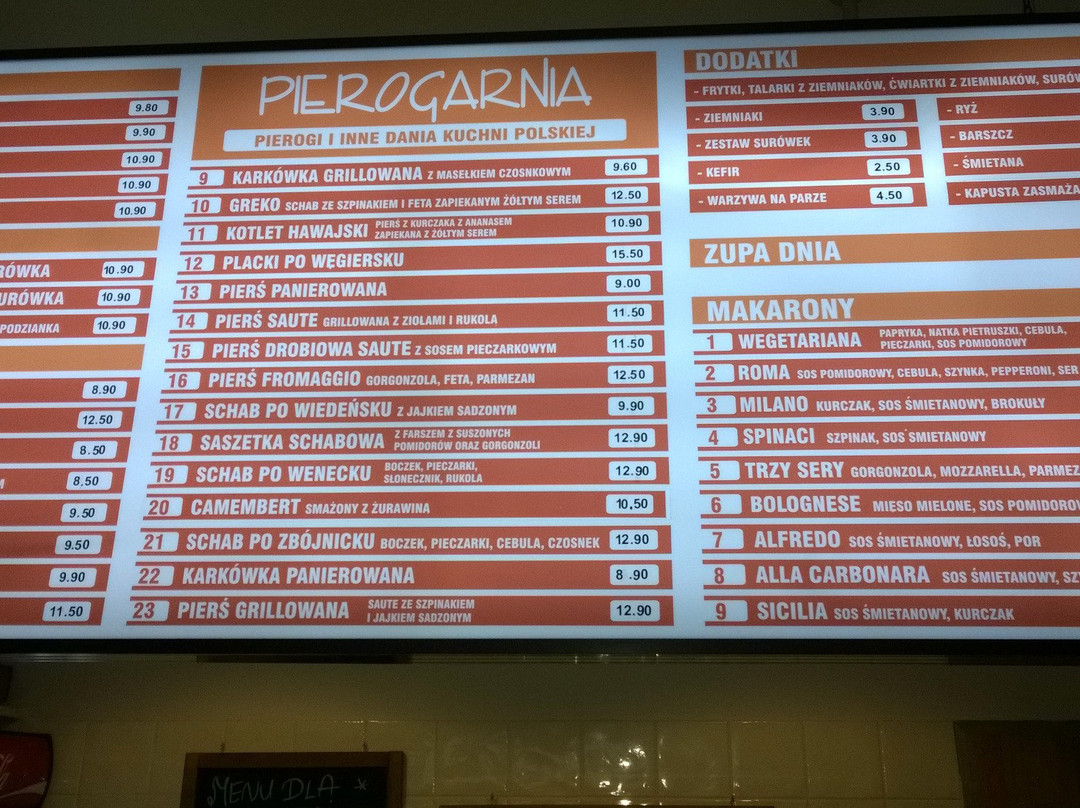 9.80
9.90
10.90
10.90
10.90
10.90
10.90
PODZIANKA 10.90
8.90
12.50
8.50
8,50
9.50
9.50
9.90
11.50
PIEROGARNIA
PIEROGI I INNE DANIA KUCHNI POLSKIEJ
9 KARKÓWKA GRILLOWANA Z MASEŁKIEM CZOSNKOWYM 9.60
10 GREKO SCHAB ZE SZPINAKIEM I FETĄ ZAPIEKANYM ŻÓŁTYM SEREM 12.50
11 KOTLET HAWAJSKI PIERŚ Z KURCZAKA Z ANANASEM
ZAPIEKANA Z ŻÓŁTYM SEREM 10.90
12 PLACKI PO WĘGIERSKU 15.50
13 PIERŚ PANIEROWANA 9.00
14 PIERŚ SAUTE GRILLOWANA Z ZIOŁAMI I RUKOLĄ 11.50
15 PIERŚ DROBIOWA SAUTE Z SOSEM PIECZARKOWYM 11.50
16 PIERŚ FROMAGGIO GORGONZOLA, FETA, PARMEZAN 12.50
17 SCHAB PO WIEDEŃSKU Z JAJKIEM SADZONYM 9.90
18 SASZETKA SCHABOWA Z FARSZEM Z SUSZONYCH
POMIDORÓW ORAZ GORGONZOLI 12.90
19 SCHAB PO WENECKU BOCZEK, PIECZARKI,
SŁONECZNIK, RUKOLA 12.90
20 CAMEMBERT SMAŻONY Z ŻURAWINA 10,50
21 SCHAB PO ZBÓJNICKU BOCZEK, PIECZARKI, CEBULA, CZOSNEK 12.90
22 KARKÓWKA PANIEROWANA 8.90
23 PIERŚ GRILLOWANA SAUTE ZE SZPINAKIEM
I JAJKIEM SADZONYM 12.90
DODATKI
- FRYTKI, TALARKI Z ZIEMNIAKÓW, ĆWIARTKI Z ZIEMNIAKÓW,
- ZIEMNIAKI 3.90
- ZESTAW SURÓWEK 3.90
- KEFIR 2.50
- WARZYWA NA PARZE 4.50
- RYŻ
- BARSZCZ
- ŚMIETANA
- KAPUSTA
ZUPA DNIA
MAKARONY
1 WEGETARIANA PAPRYKA, NATKA PIETRUSZKI, CEBULA,
PIECZARKI, SOS POMIDOROWY
2 ROMA SOS POMIDOROWY, CEBULA, SZYNKA, PEPPERONI, SER
3 MILANO KURCZAK, SOS ŚMIETANOWY, BROKUŁY
4 SPINACI SZPINAK, SOS ŚMIETANOWY
5 TRZY SERY GORGONZOLA, MOZZARELLA,
6 BOLOGNESE MIESO MIELONE, SOS
7 ALFREDO SOS ŚMIETANOWY, ŁOSOŚ, POR
8 ALLA CARBONARA SOS ŚMIETANOWY,
9 SICILIA SOS ŚMIETANOWY, KURCZAK
MENU DLA